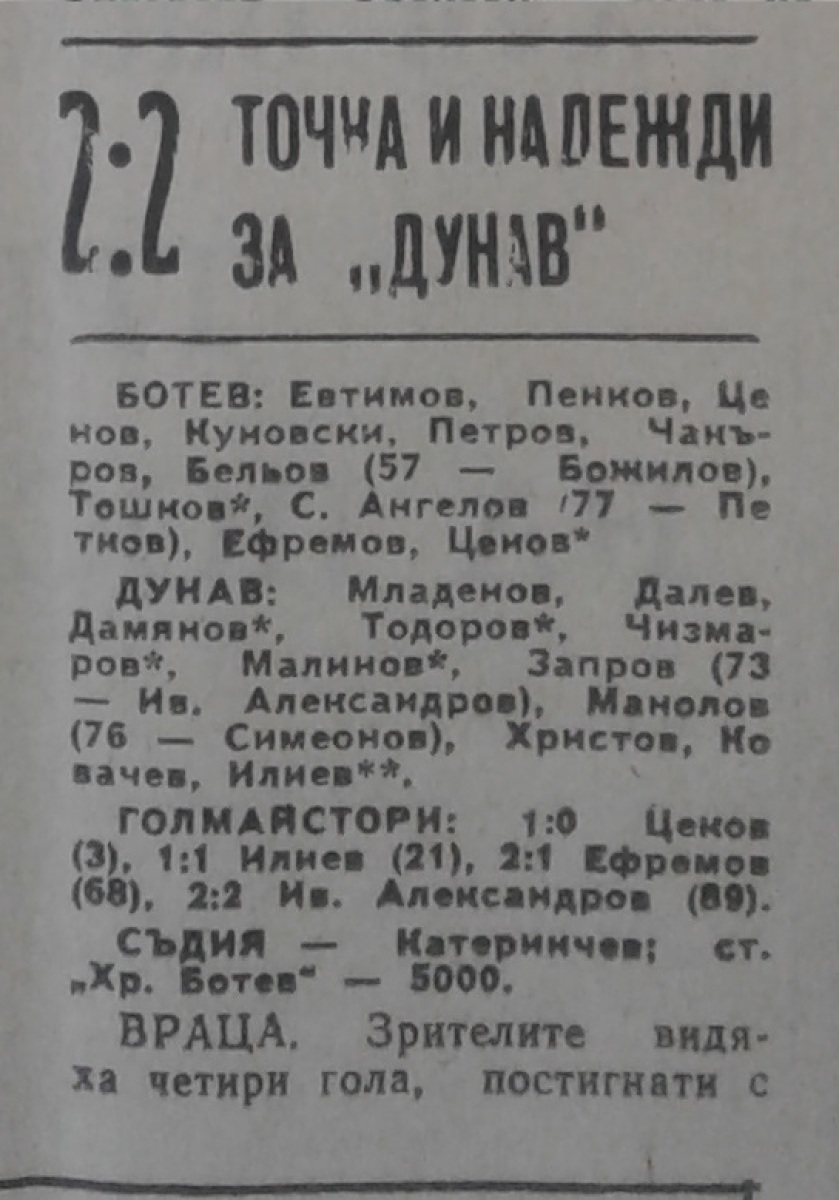 2:2 ТОЧКА И НАДЕЖДИ
ЗА „ДУНАВ"
БОТЕВ: Евтимов, Пенков, Це
нов, Куновски, Петров, Чакъ-
ров, Бельов (57 — Божилов),
Тошков*, С. Ангелов (77 — Пе
тков), Ефремов, Ценов*
ДУНАВ: Младенов, Далев,
Дамянов*, Тодоров*, Чизма-
ров*, Малинов*, Запров (73
— Ив. Александров), Манолов
(76 — Симеонов), Христов, Ко
вачев, Илиев**.
ГОЛМАЙСТОРИ: 1:0 Ценов
(3), 1:1 Илиев (21), 2:1 Ефремов
(68), 2:2 Ив. Александров (89).
СЪДИЯ — Катеринчев; ст.
„Хр. Ботев" — 5000.
ВРАЦА. Зрителите видя-
ха четири гола, постигнати с